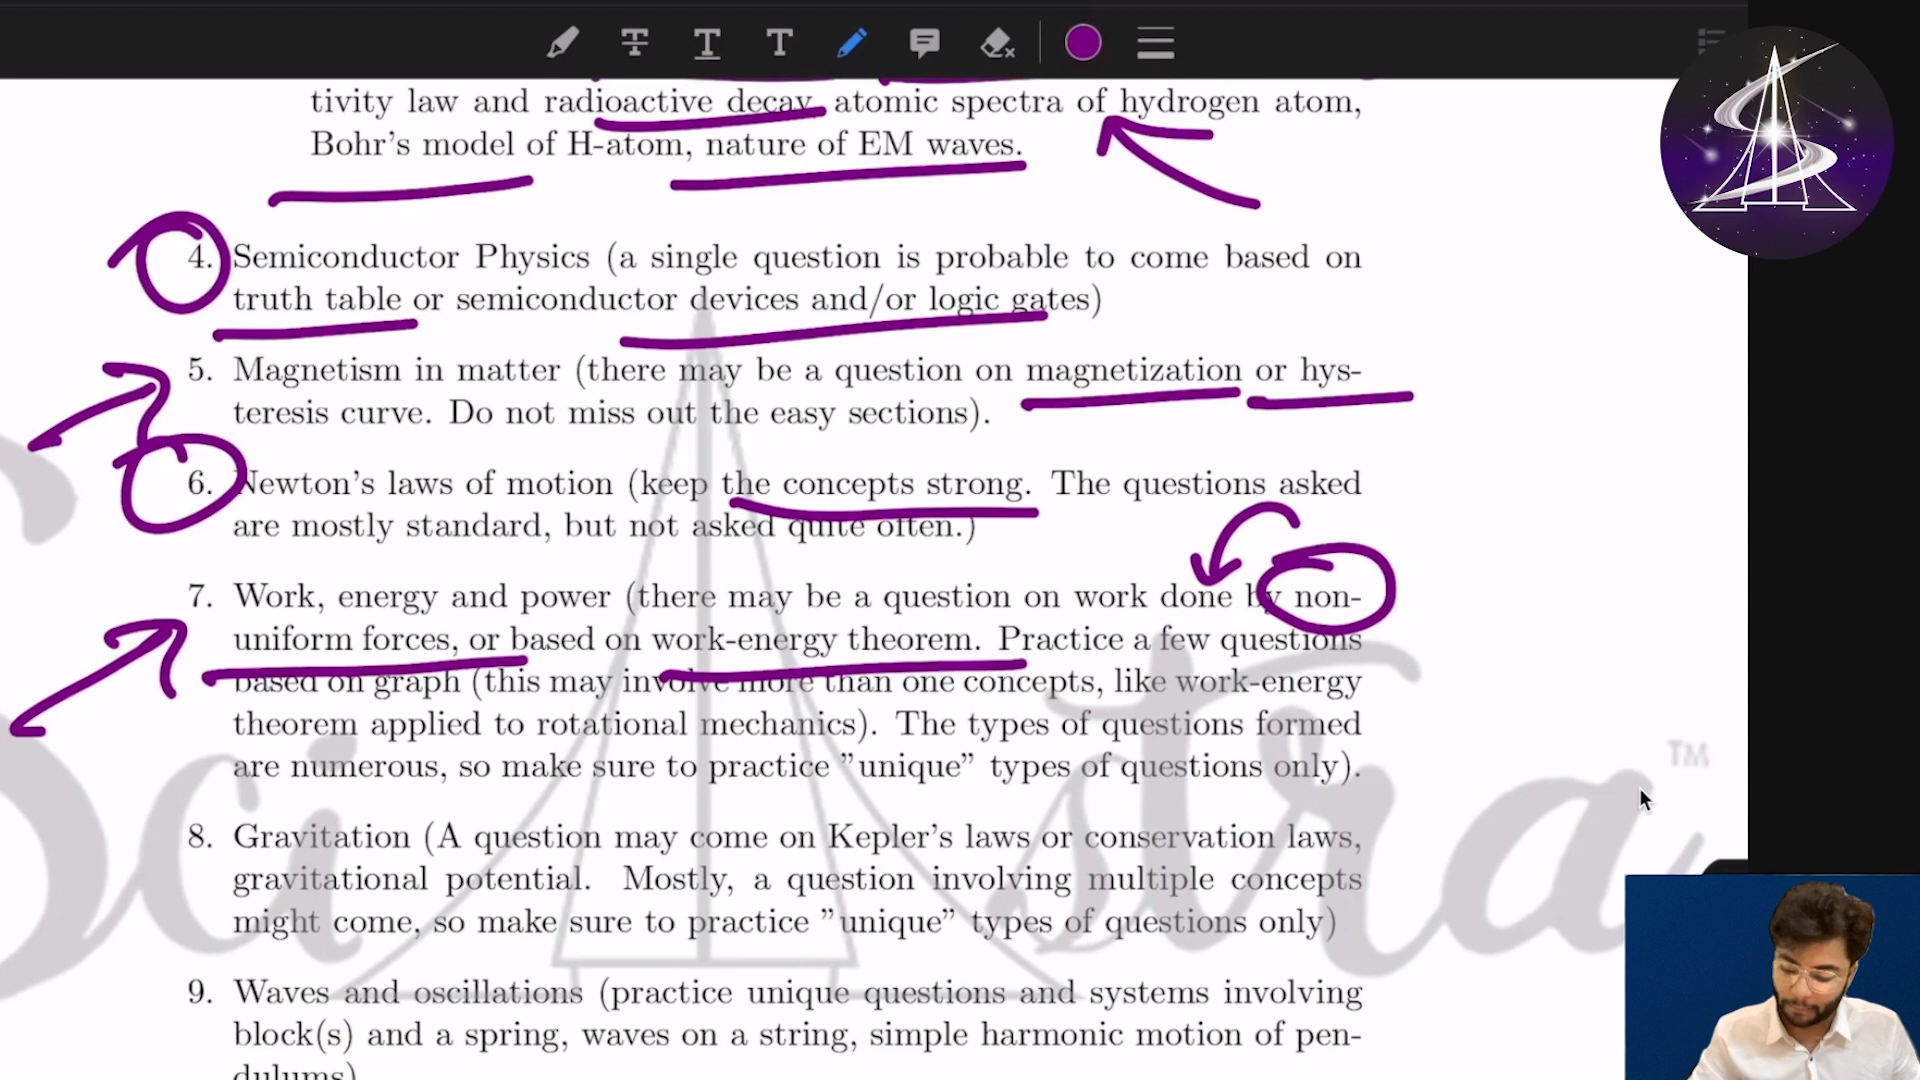 tivity law and radioactive decay, atomic spectra of hydrogen atom,
Bohr's model of H-atom, nature of EM waves.
4. Semiconductor Physics (a single question is probable to come based on
truth table or semiconductor devices and/or logic gates)
5. Magnetism in matter (there may be a question on magnetization or hys-
teresis curve. Do not miss out the easy sections).
6. Newton's laws of motion (keep the concepts strong. The questions asked
are mostly standard, but not asked quite often.)
7. Work, energy and power (there may be a question on work done by non-
uniform forces, or based on work-energy theorem. Practice a few questions
based on graph (this may involve more than one concepts, like work-energy
theorem applied to rotational mechanics). The types of questions formed
are numerous, so make sure to practice ”unique” types of questions only).
8. Gravitation (A question may come on Kepler's laws or conservation laws,
gravitational potential. Mostly, a question involving multiple concepts
might come, so make sure to practice ”unique” types of questions only)
9. Waves and oscillations (practice unique questions and systems involving
block(s) and a spring, waves on a string, simple harmonic motion of pen-
dulums)
Sci Astra
TM